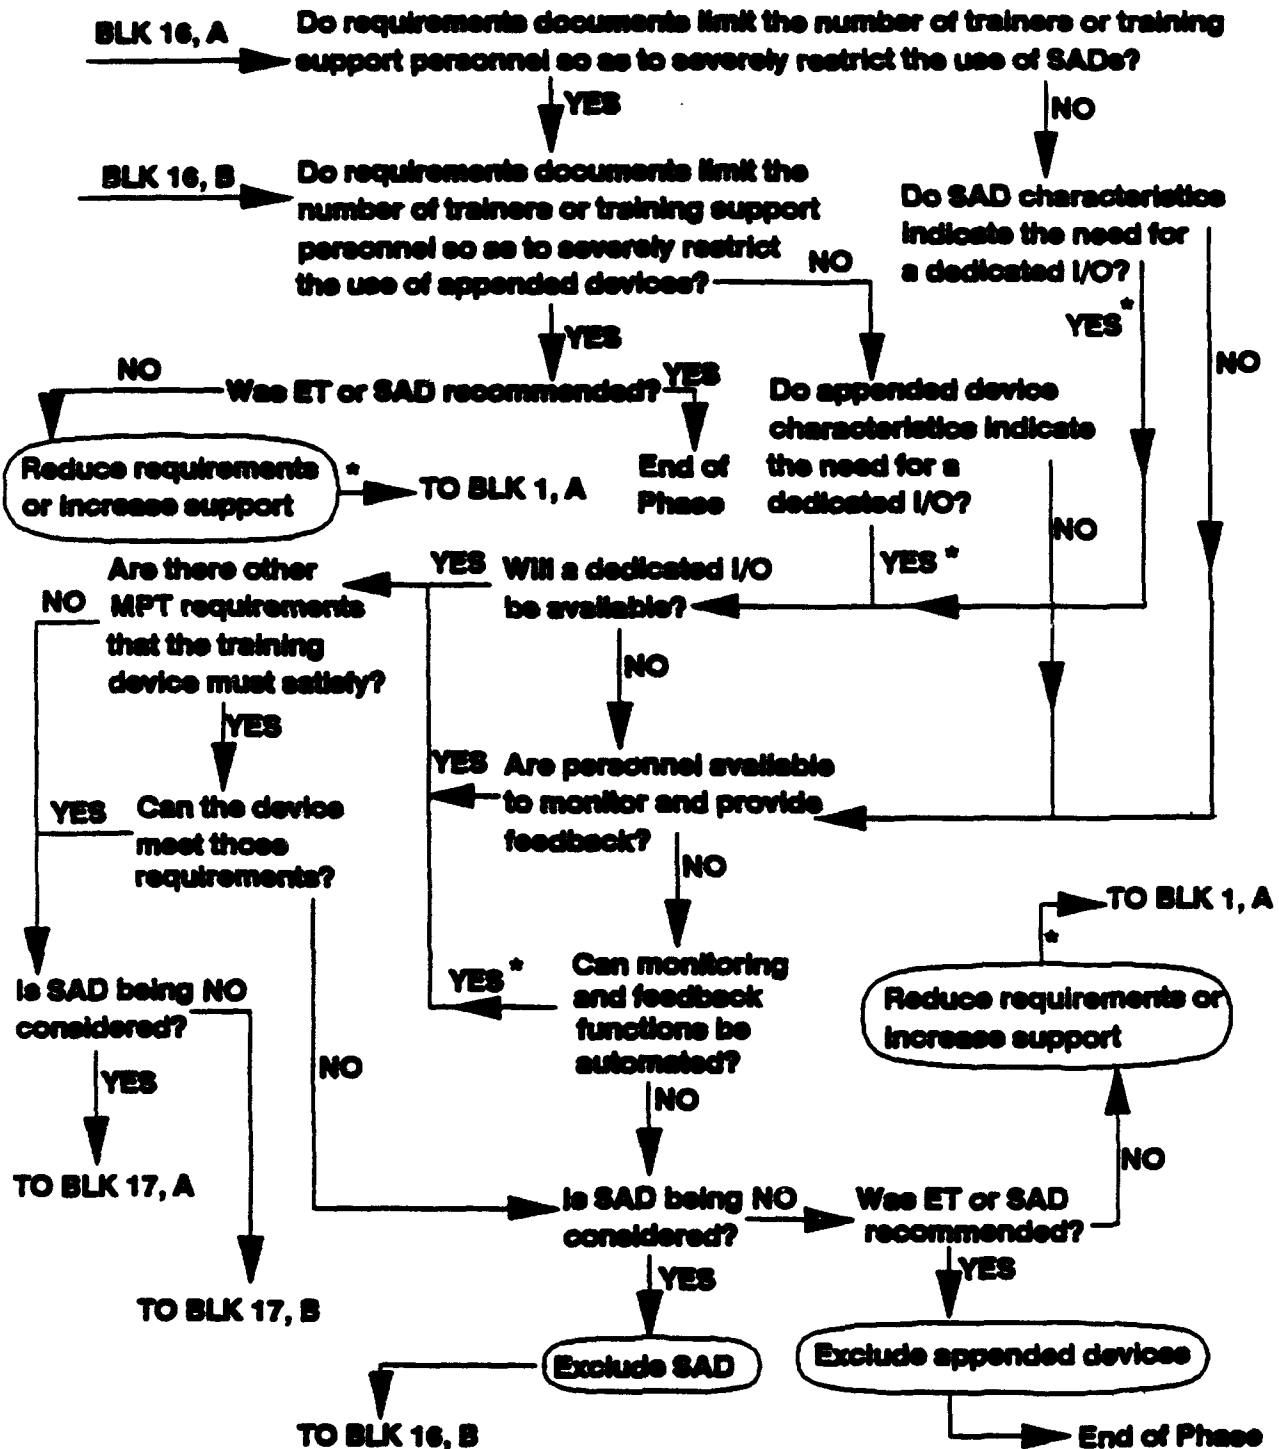 BLK 16, A
Do requirements documents limit the number of trainers or training
support personnel so as to severely restrict the use of SADs?
YES
NO
BLK 16, B
Do requirements documents limit the
number of trainers or training support
personnel so as to severely restrict
the use of appended devices?
NO
Do SAD characteristics
indicate the need for
a dedicated I/O?
YES*
NO
YES
NO
Was ET or SAD recommended?
YES
Do appended device
characteristics indicate
the need for a
dedicated I/O?
Reduce requirements
or increase support
*
TO BLK 1, A
End of
Phase
NO
YES *
Are there other
MPT requirements
that the training
device must satisfy?
NO
YES
Will a dedicated I/O
be available?
NO
YES
YES
Are personnel available
to monitor and provide
feedback?
YES
Can the device
meet those
requirements?
NO
TO BLK 1, A
*
Is SAD being
considered?
NO
YES *
Can monitoring
and feedback
functions be
automated?
Reduce requirements or
increase support
NO
YES
NO
NO
TO BLK 17, A
Is SAD being
considered?
NO
Was ET or SAD
recommended?
YES
YES
TO BLK 17, B
Exclude SAD
Exclude appended devices
TO BLK 16, B
End of Phase